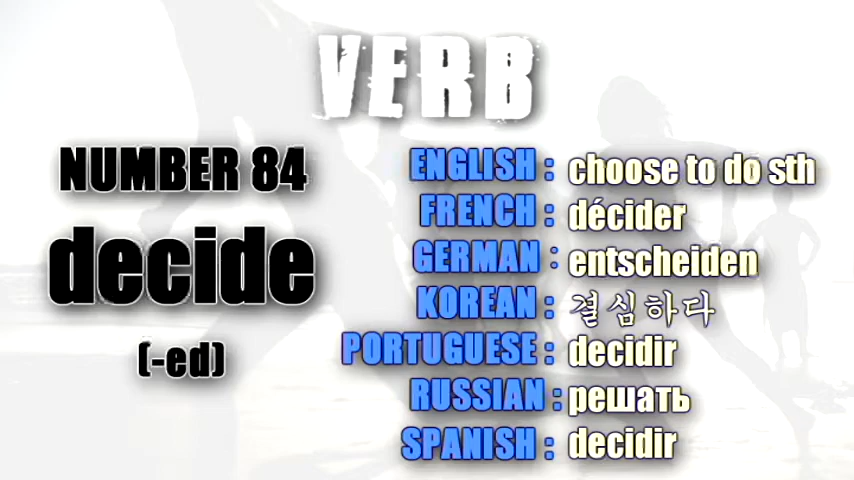 VERB
NUMBER 84
decide
(-ed)
ENGLISH : choose to do sth
FRENCH : décider
GERMAN : entscheiden
KOREAN : 결심하다
PORTUGUESE : decidir
RUSSIAN : решать
SPANISH : decidir